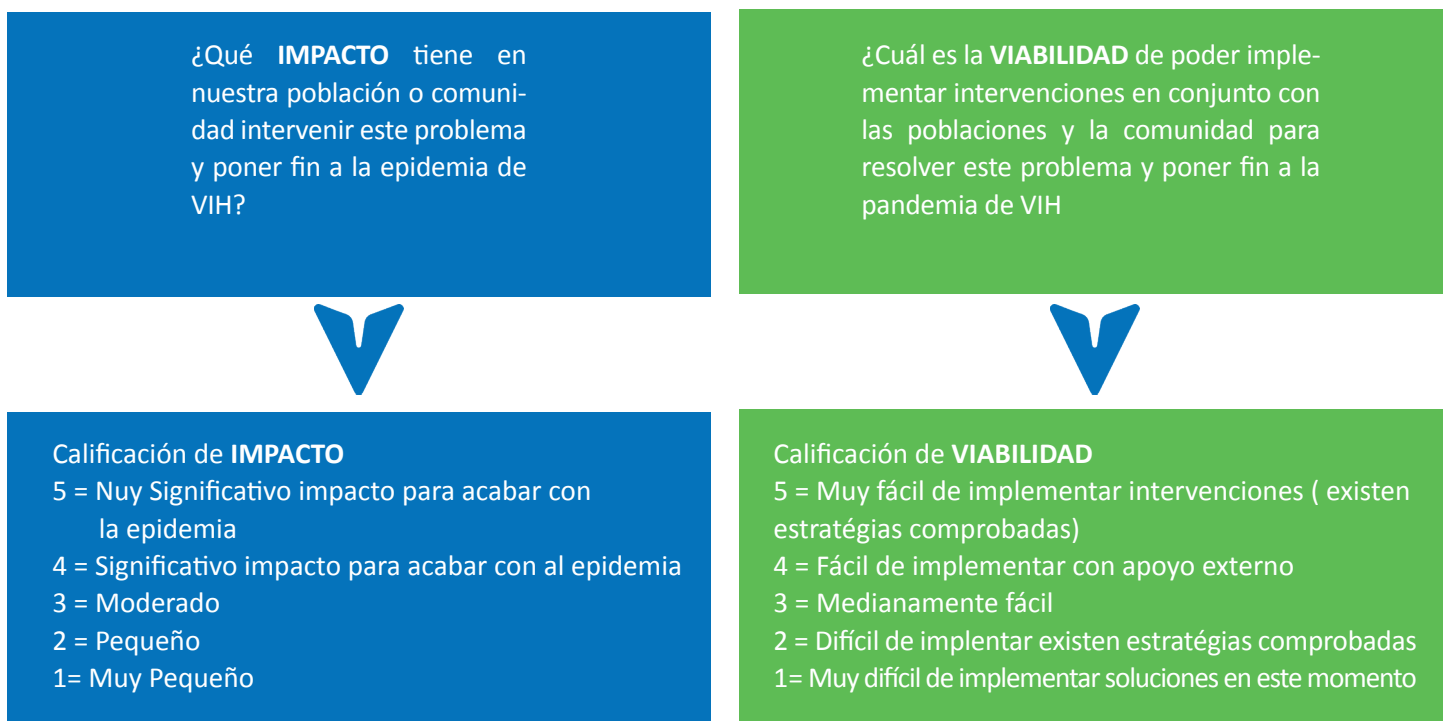 ¿Qué IMPACTO tiene en
nuestra población o comuni-
dad intervenir este problema
y poner fin a la epidemia de
VIH?
¿Cuál es la VIABILIDAD de poder imple-
mentar intervenciones en conjunto con
las poblaciones y la comunidad para
resolver este problema y poner fin a la
pandemia de VIH
Calificación de IMPACTO
5 = Nuy Significativo impacto para acabar con
la epidemia
4 = Significativo impacto para acabar con al epidemia
3 = Moderado
2 = Pequeño
1= Muy Pequeño
Calificación de VIABILIDAD
5 = Muy fácil de implementar intervenciones ( existen
estratégias comprobadas)
4 = Fácil de implementar con apoyo externo
3 = Medianamente fácil
2 = Difícil de implentar existen estratégias comprobadas
1= Muy difícil de implementar soluciones en este momento